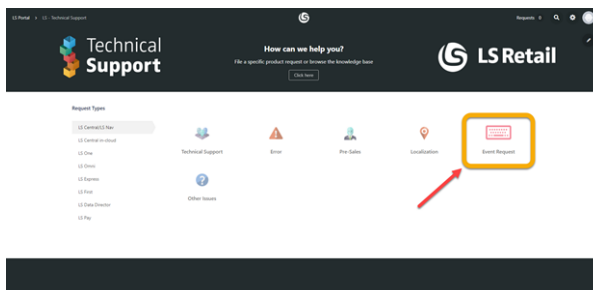 LS Portal > LS - Technical Support
Requests 0
Technical
Support
How can we help you?
File a specific product request or browse the knowledge base
Click here
LS Retail
Request Types
LS Central/LS Nav
LS Central-in-cloud
LS One
LS Omni
LS Express
LS First
LS Data Director
LS Pay
Technical Support
Error
Pre-Sales
Localization
Event Request
Other Issues